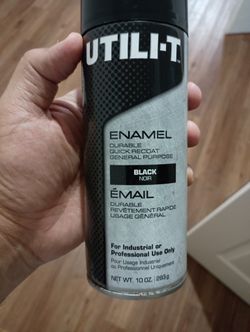 UTILI-T
ENAMEL
DURABLE
QUICK RECOAT
GENERAL PURPOSE
BLACK
NOIR
ÉMAIL
DURABLE
REVÊTEMENT RAPIDE
USAGE GÉNÉRAL
For Industrial or
Professional Use Only
Pour Usage Industriel
ou Professionnel Uniquement
NET WT. 10 OZ. (283g)